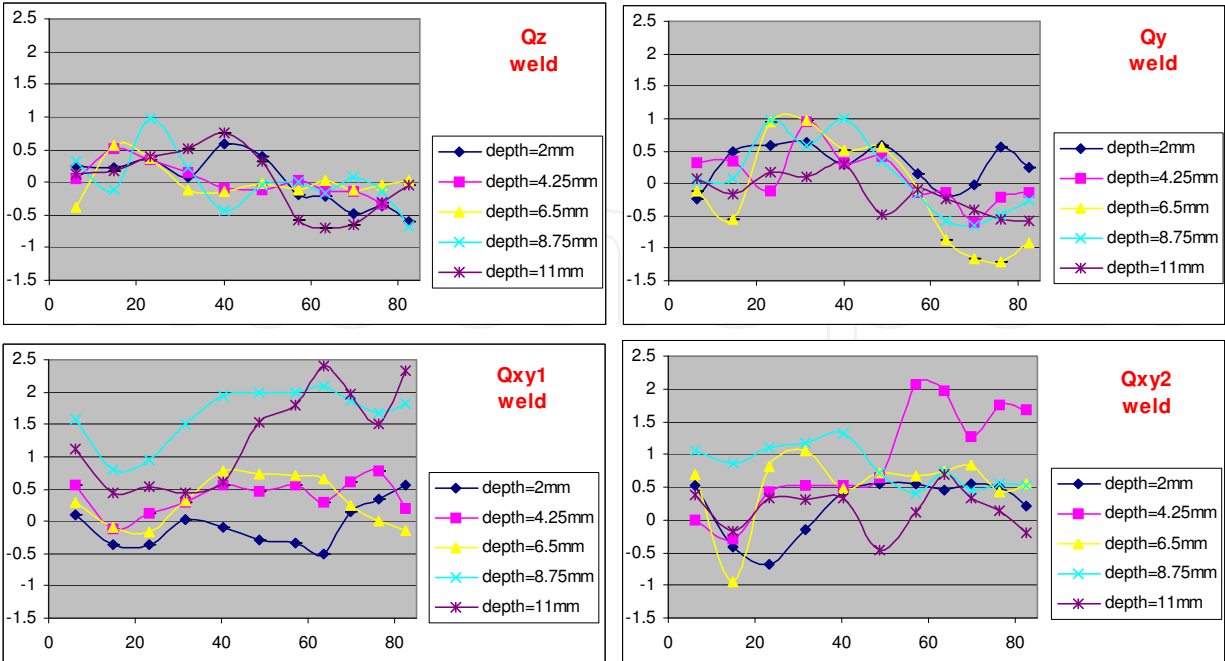 2.5
2
1.5
1
0.5
0
-0.5
-1
-1.5
0 20 40 60 80
Qz
weld
depth=2mm
depth=4.25mm
depth=6.5mm
depth=8.75mm
depth=11mm
2.5
2
1.5
1
0.5
0
-0.5
-1
-1.5
0 20 40 60 80
Qy
weld
depth=2mm
depth=4.25mm
depth=6.5mm
depth=8.75mm
depth=11mm
2.5
2
1.5
1
0.5
0
-0.5
-1
-1.5
0 20 40 60 80
Qxy1
weld
depth=2mm
depth=4.25mm
depth=6.5mm
depth=8.75mm
depth=11mm
2.5
2
1.5
1
0.5
0
-0.5
-1
-1.5
0 20 40 60 80
Qxy2
weld
depth=2mm
depth=4.25mm
depth=6.5mm
depth=8.75mm
depth=11mm